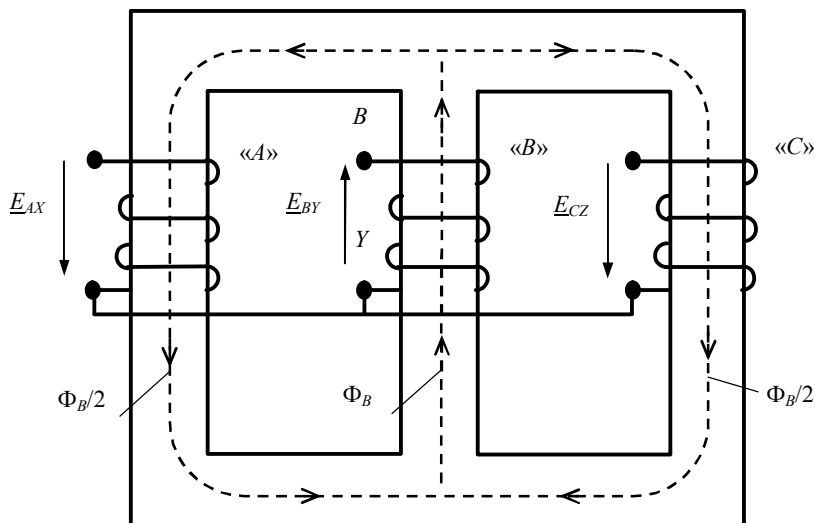 B
«A»
«B»
«C»
E_AX
E_BY
E_CZ
Y
Φ_B/2
Φ_B
Φ_B/2